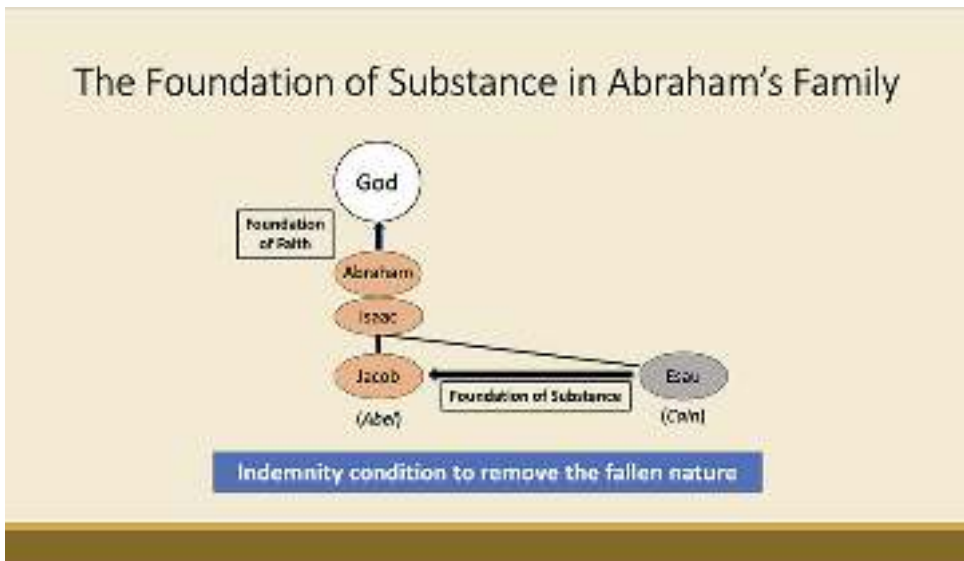 The Foundation of Substance in Abraham's Family
God
Foundation
of Faith
Abraham
Isaac
Jacob
Esau
Foundation of Substance
(Abel)
(Cain)
Indemnity condition to remove the fallen nature